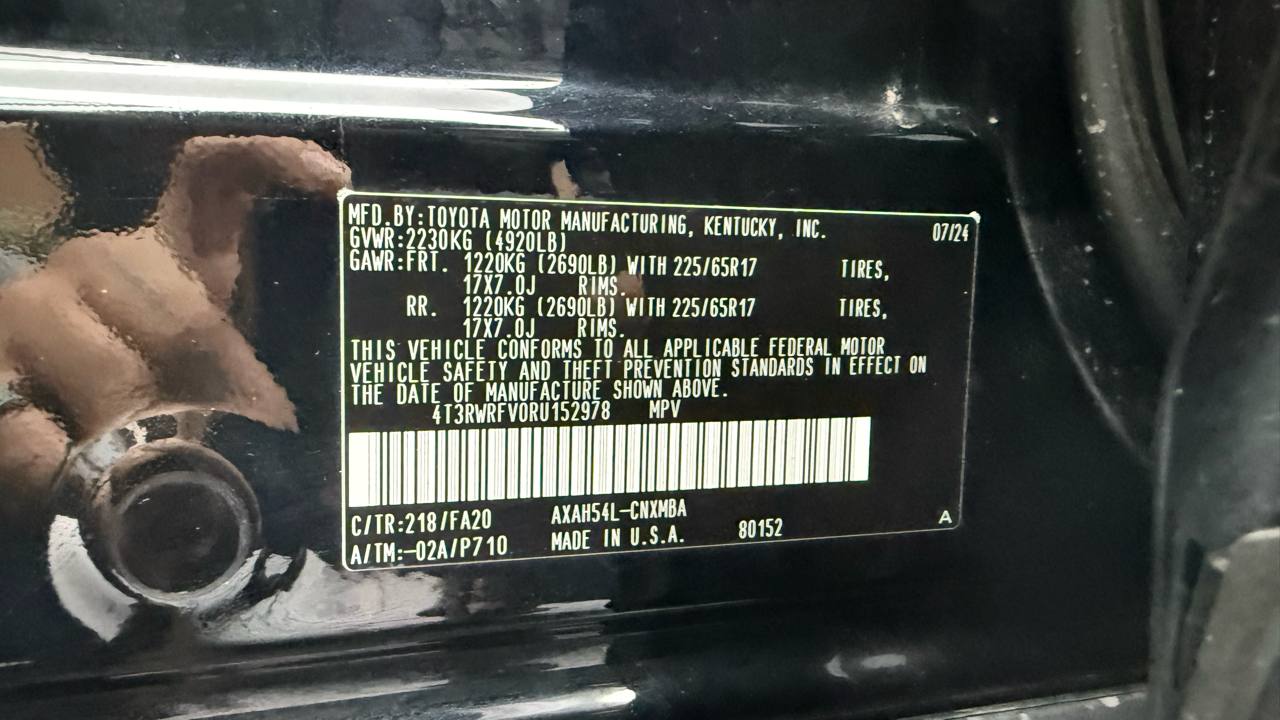 MFD.BY:TOYOTA MOTOR MANUFACTURING, KENTUCKY, INC. 07/24
GVWR:2230KG (4920LB)
GAWR:FRT. 1220KG (2690LB) WITH 225/65R17 TIRES,
17X7.0J RIMS.
RR. 1220KG (2690LB) WITH 225/65R17 TIRES,
17X7.0J RIMS.
THIS VEHICLE CONFORMS TO ALL APPLICABLE FEDERAL MOTOR
VEHICLE SAFETY AND THEFT PREVENTION STANDARDS IN EFFECT ON
THE DATE OF MANUFACTURE SHOWN ABOVE.
4T3RWRFV0RU152978 MPV
C/TR:218/FA20 AXAH54L-CNXMBA A
A/TM:-02A/P710 MADE IN U.S.A. 80152